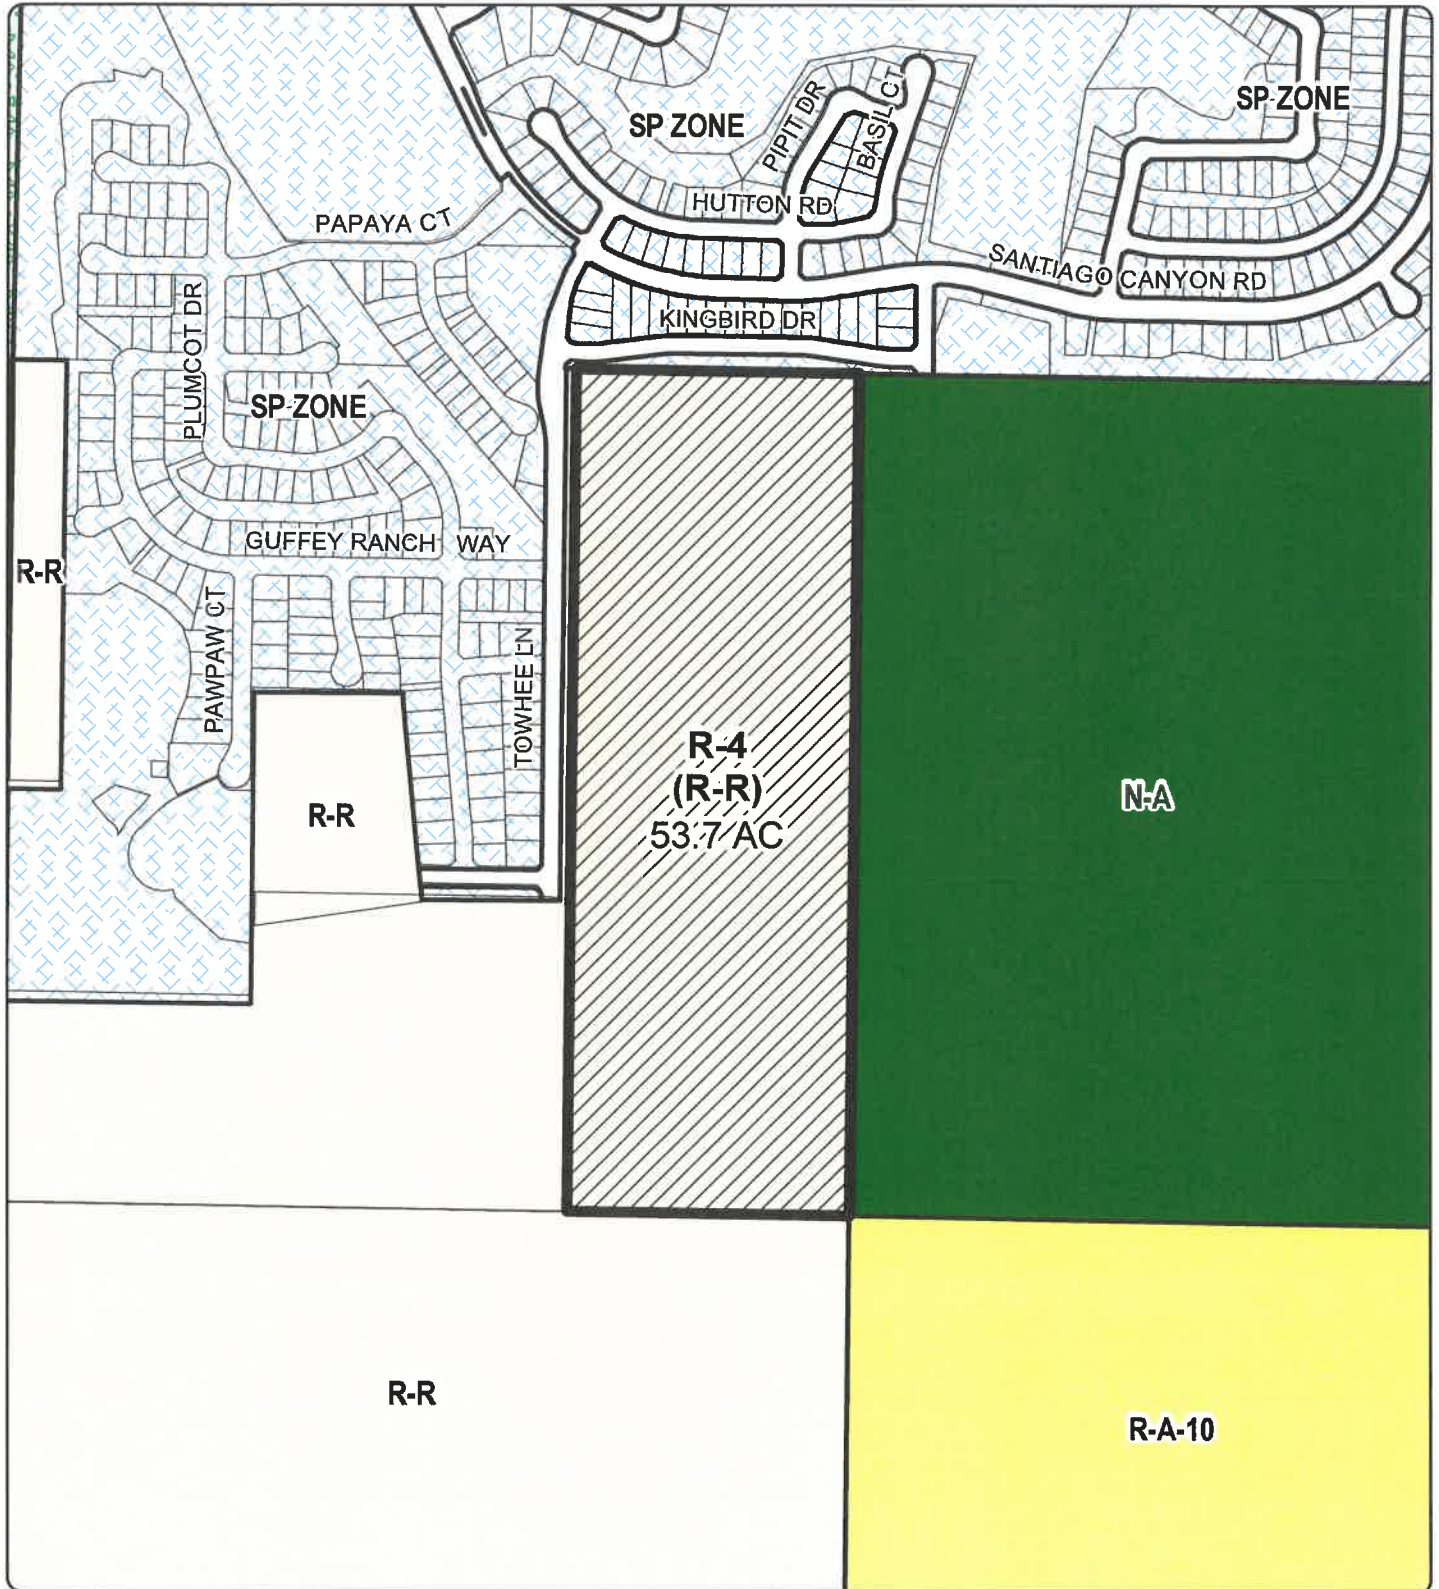 SP ZONE
SP ZONE
PIPIT DR
BASIL CT
HUTTON RD
PAPAYA CT
SANTIAGO CANYON RD
KINGBIRD DR
PLUMCOT DR
SP ZONE
GUFFEY RANCH WAY
R-R
PAWPAW CT
TOWHEE LN
R-4
(R-R)
53.7 AC
N-A
R-R
R-R
R-A-10